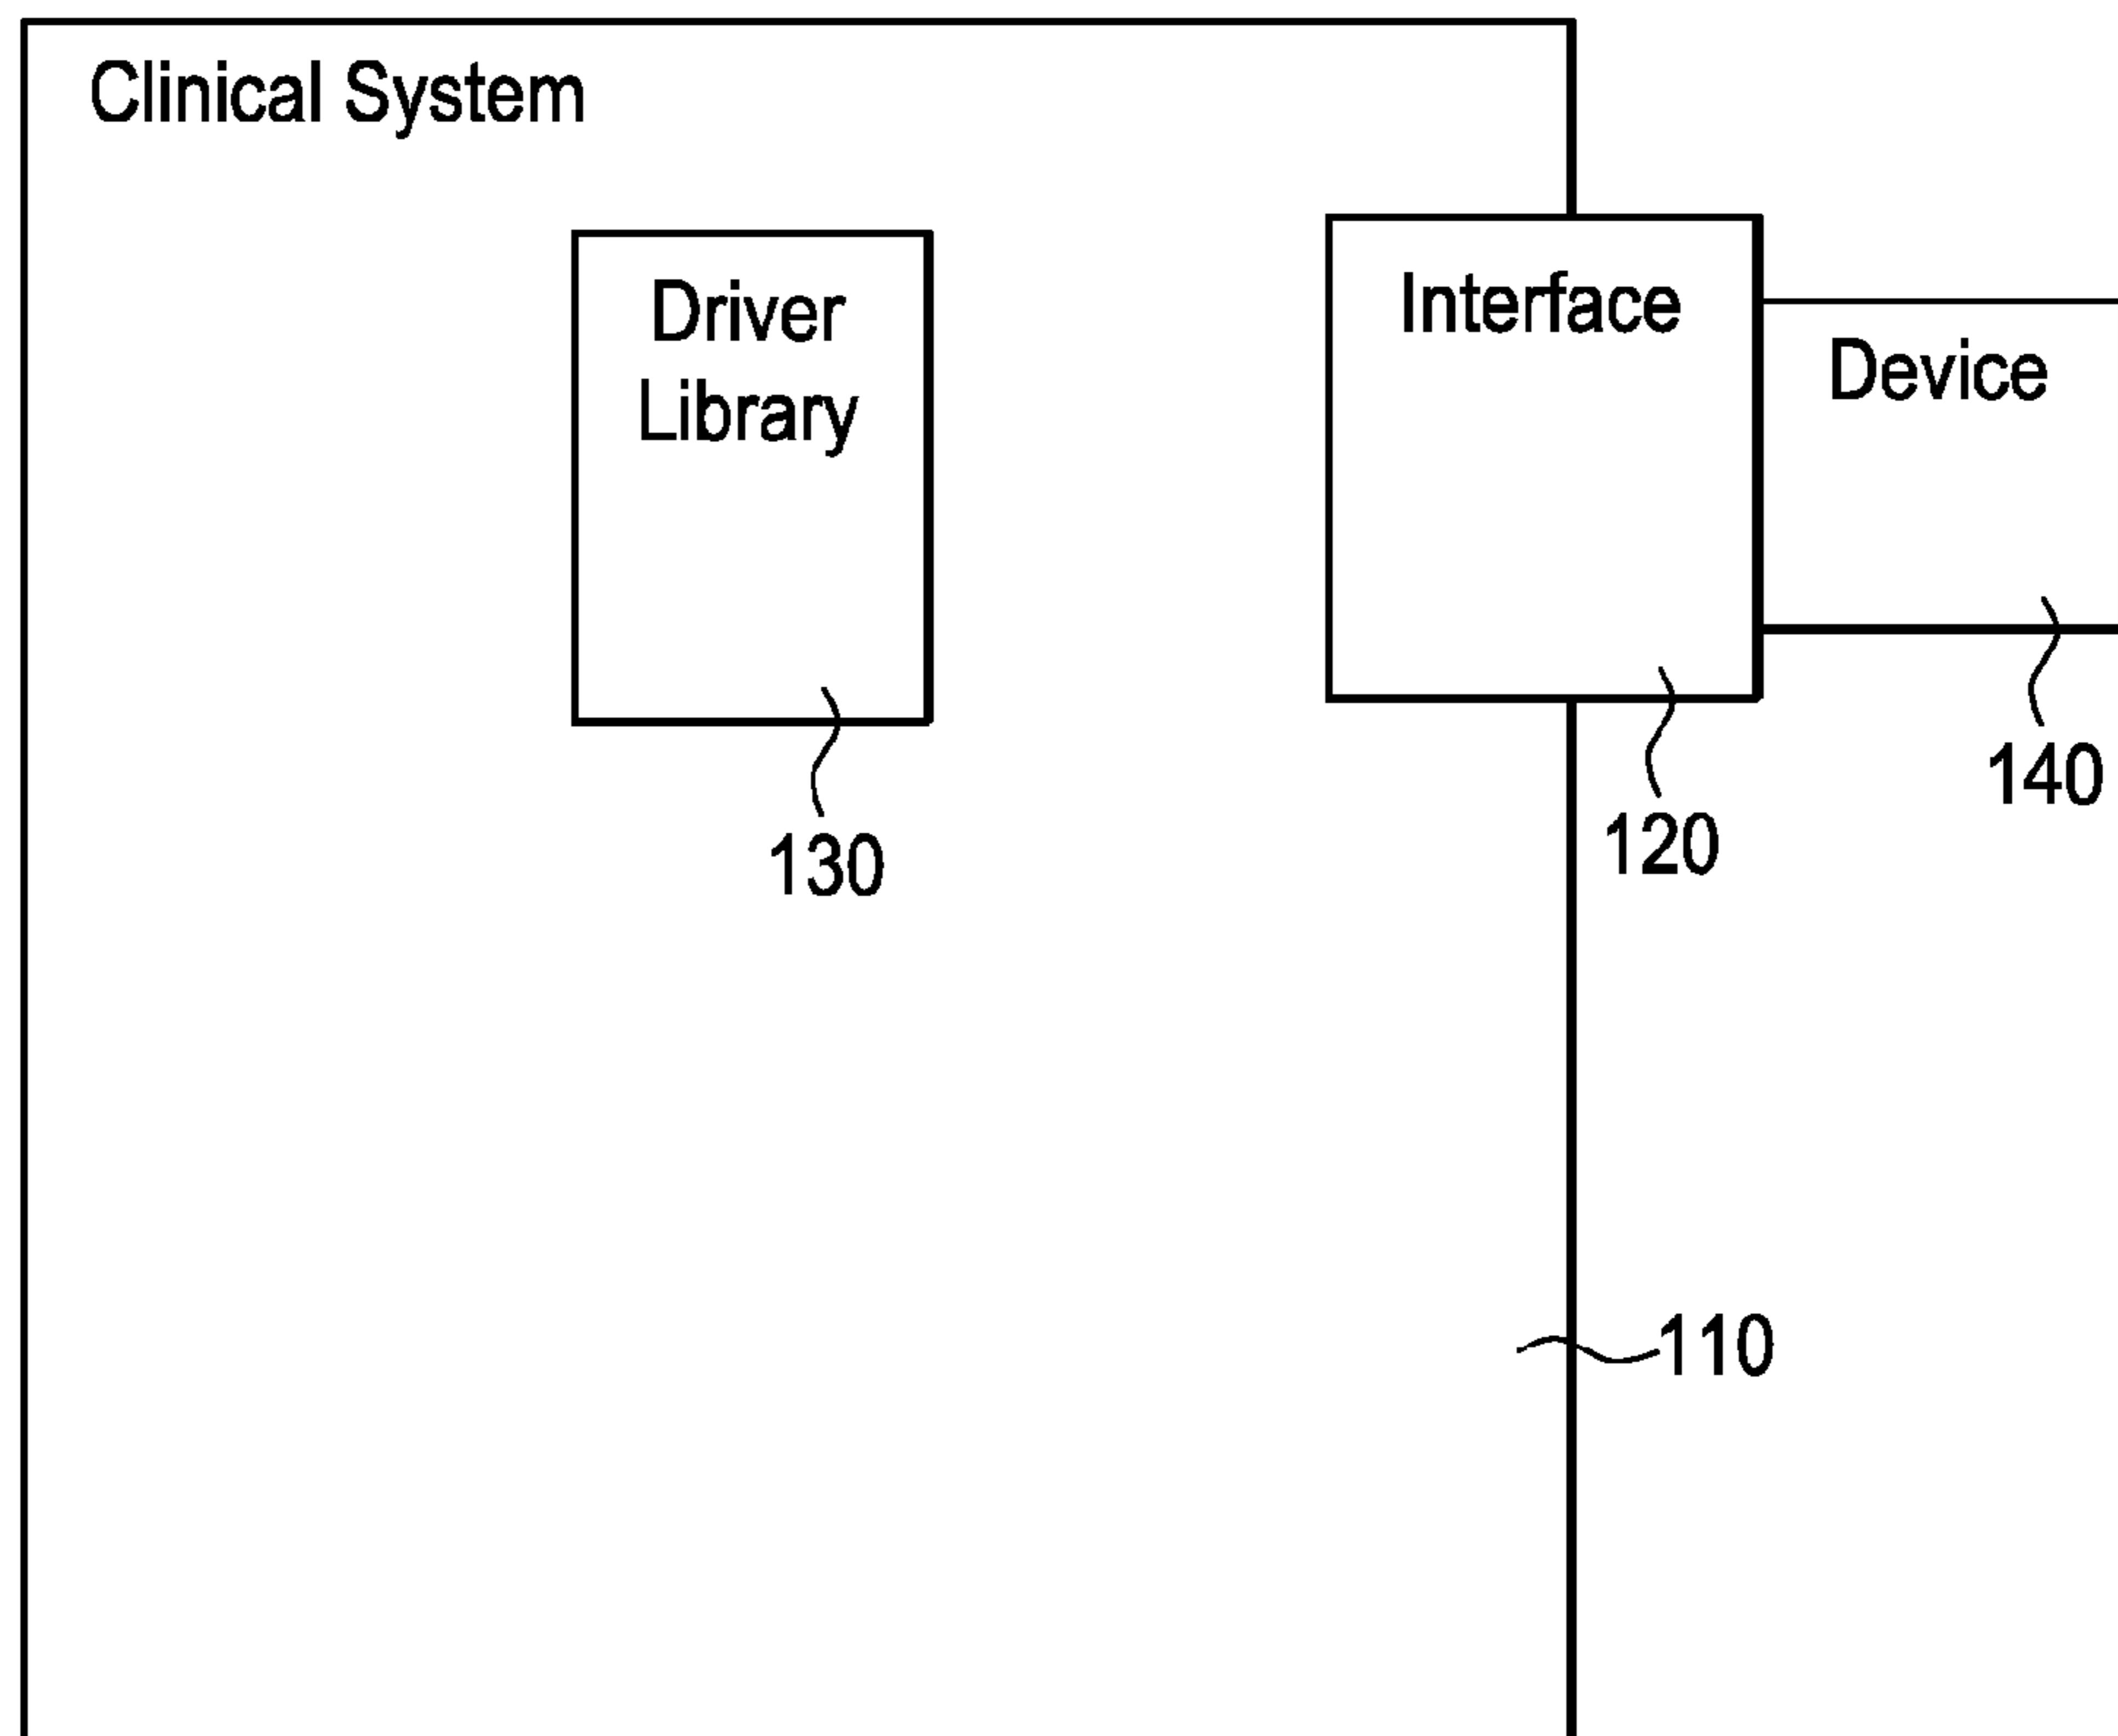 Clinical System
Driver
Library
Interface
Device
130
120
140
110